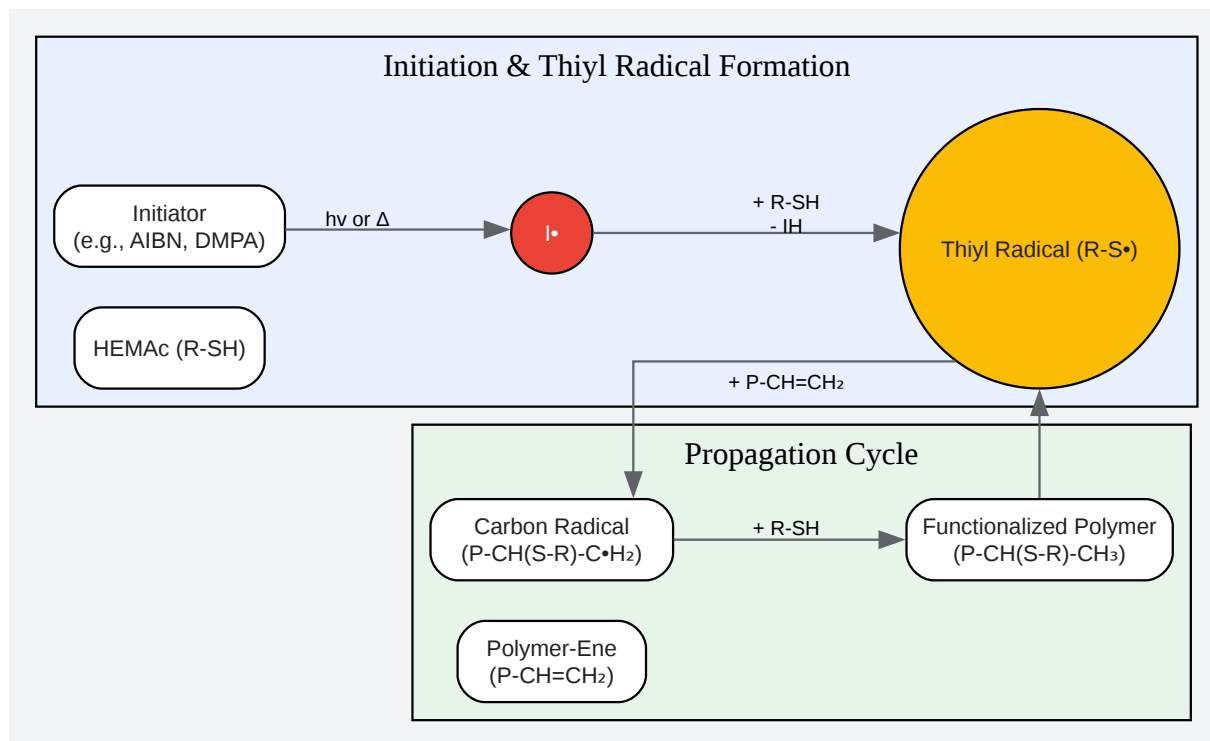 Initiation & Thiyl Radical Formation
Initiator
(e.g., AIBN, DMPA)
hv or Δ
I•
+ R-SH
- IH
Thiyl Radical (R-S•)
HEMAc (R-SH)
+ P-CH=CH₂
Propagation Cycle
Carbon Radical
(P-CH(S-R)-C•H₂)
+ R-SH
Functionalized Polymer
(P-CH(S-R)-CH₃)
Polymer-Ene
(P-CH=CH₂)